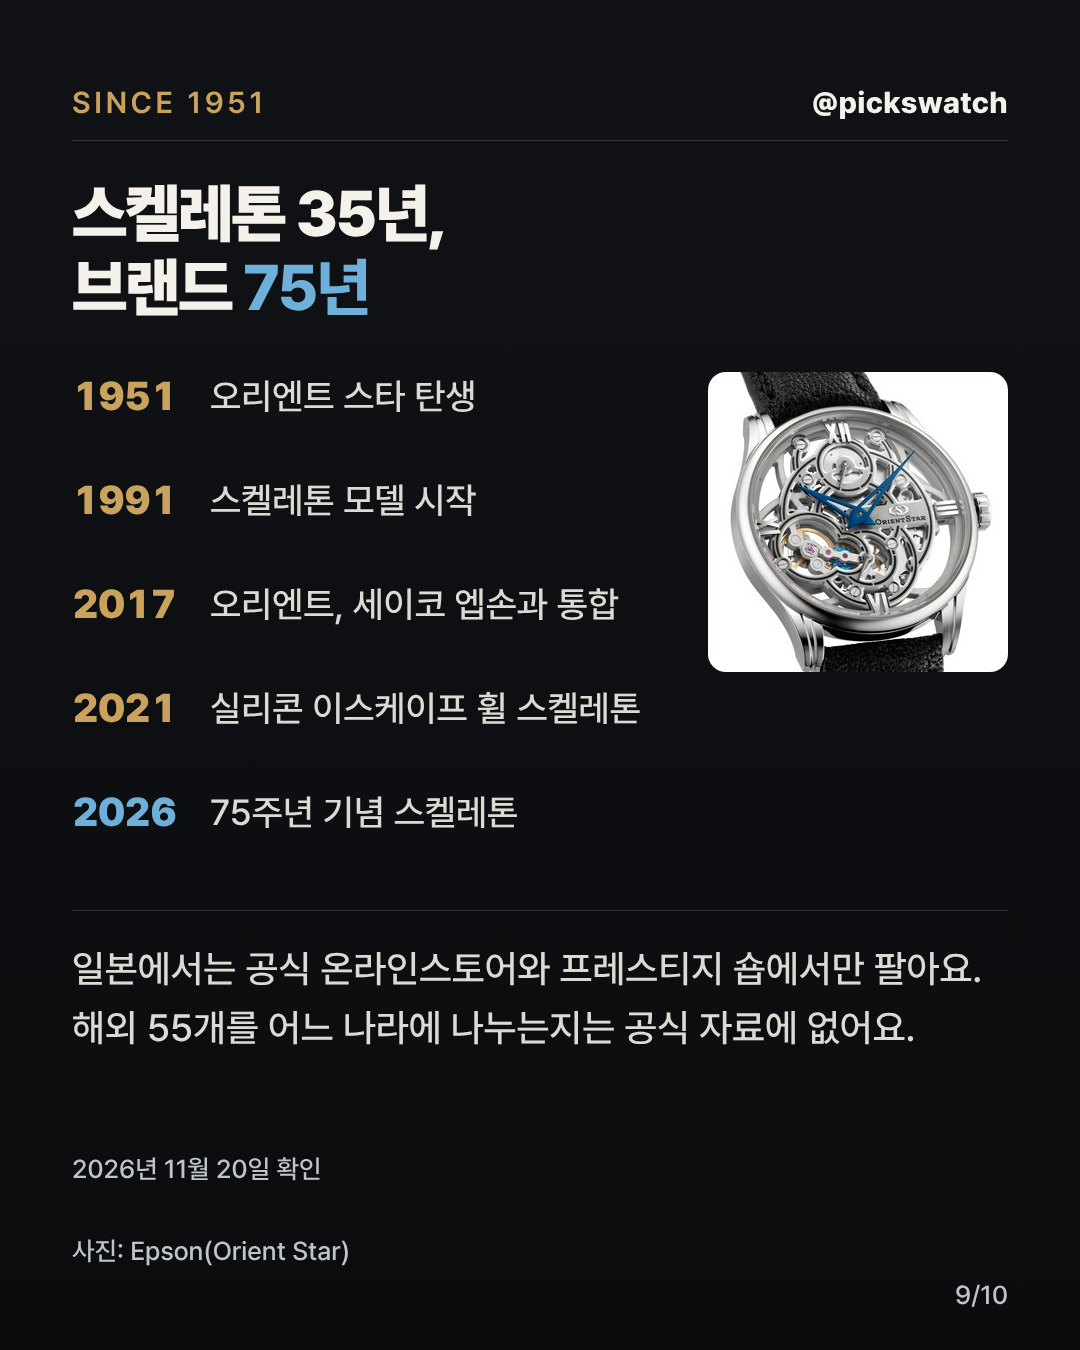 SINCE 1951
@pickswatch
스켈레톤 35년,
브랜드 75년
1951 오리엔트 스타 탄생
1991 스켈레톤 모델 시작
2017 오리엔트, 세이코 엡손과 통합
2021 실리콘 이스케이프 휠 스켈레톤
2026 75주년 기념 스켈레톤
XII
ORIENT STAR
III
VI
일본에서는 공식 온라인스토어와 프레스티지 숍에서만 팔아요.
해외 55개를 어느 나라에 나누는지는 공식 자료에 없어요.
2026년 11월 20일 확인
사진: Epson(Orient Star)
9/10